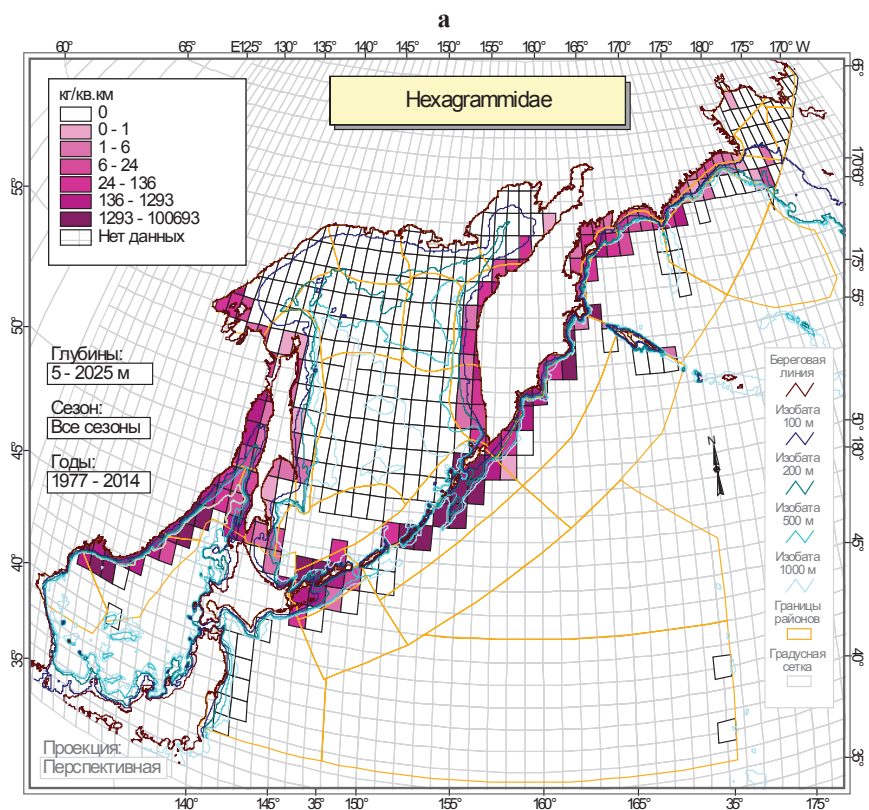 а
60° 65° E125° 130° 135° 140° 145° 150° 155° 160° 165° 170° 175° 180° 175° 170° W
Hexagrammidae
кг/кв.км
0
0 - 1
1 - 6
6 - 24
24 - 136
136 - 1293
1293 - 100693
Нет данных
65°
170°
60°
175°
55°
50°
180°
45°
40°
35°
55°
50°
45°
40°
35°
Глубины:
5 - 2025 м
Сезон:
Все сезоны
Годы:
1977 - 2014
N
Береговая
линия
Изобата
100 м
Изобата
200 м
Изобата
500 м
Изобата
1000 м
Границы
районов
Градусная
сетка
Проекция:
Перспективная
140° 145° 35° 150° 155° 160° 165° 35° 175°